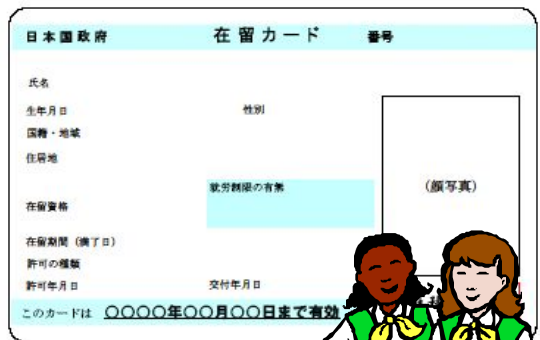 日本国政府 在留カード 番号
氏名
生年月日 性別
国籍・地域
住居地
就労制限の有無
(顔写真)
在留資格
在留期間(満了日)
許可の種類
許可年月日 交付年月日
このカードは 〇〇〇〇年〇〇月〇〇日まで有効